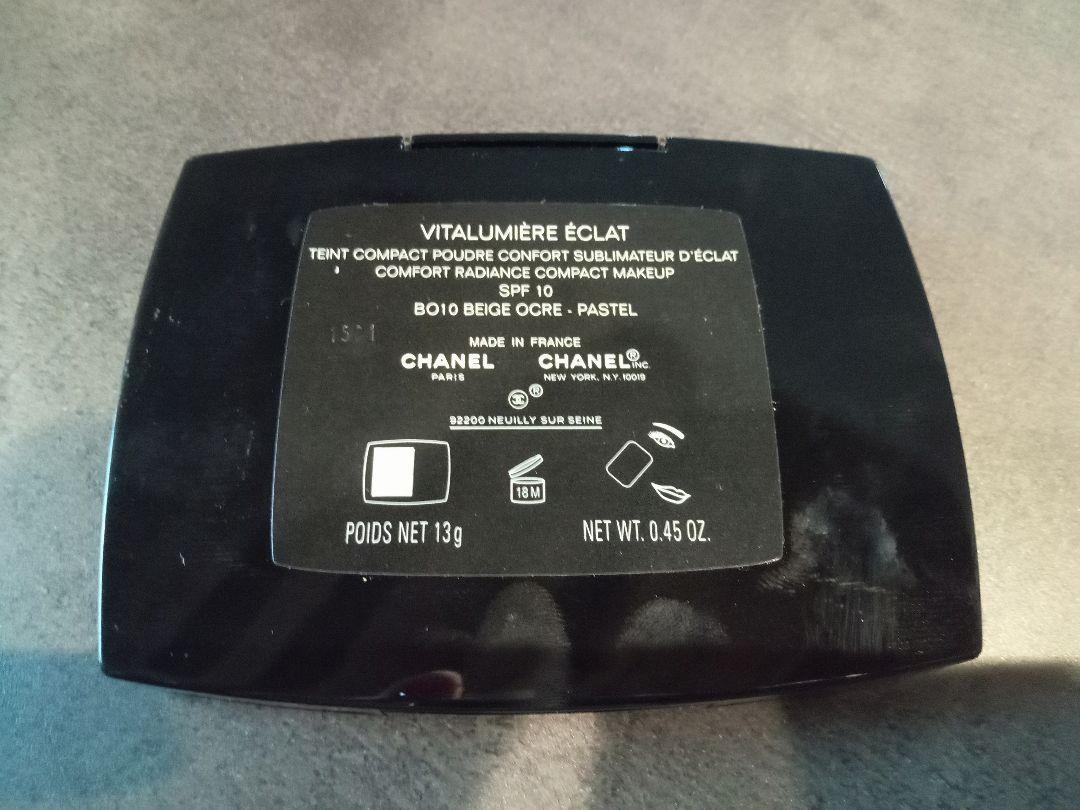 VITALUMIÈRE ÉCLAT
TEINT COMPACT POUDRE CONFORT SUBLIMATEUR D'ÉCLAT
COMFORT RADIANCE COMPACT MAKEUP
SPF 10
BO10 BEIGE OCRE - PASTEL
MADE IN FRANCE
CHANEL CHANEL® INC.
PARIS NEW YORK, N.Y. 10019
®
92200 NEUILLY SUR SEINE
18M
POIDS NET 13g NET WT. 0.45 OZ.